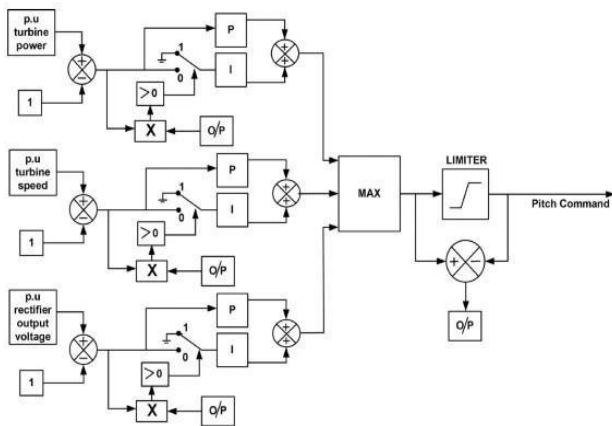 p.u
turbine
power
+
−
1
1
0
>0
X
O/P
P
I
+
+
p.u
turbine
speed
+
−
1
1
0
>0
X
O/P
P
I
+
+
p.u
rectifier
output
voltage
+
−
1
1
0
>0
X
O/P
P
I
+
+
MAX
LIMITER
Pitch Command
+ −
O/P